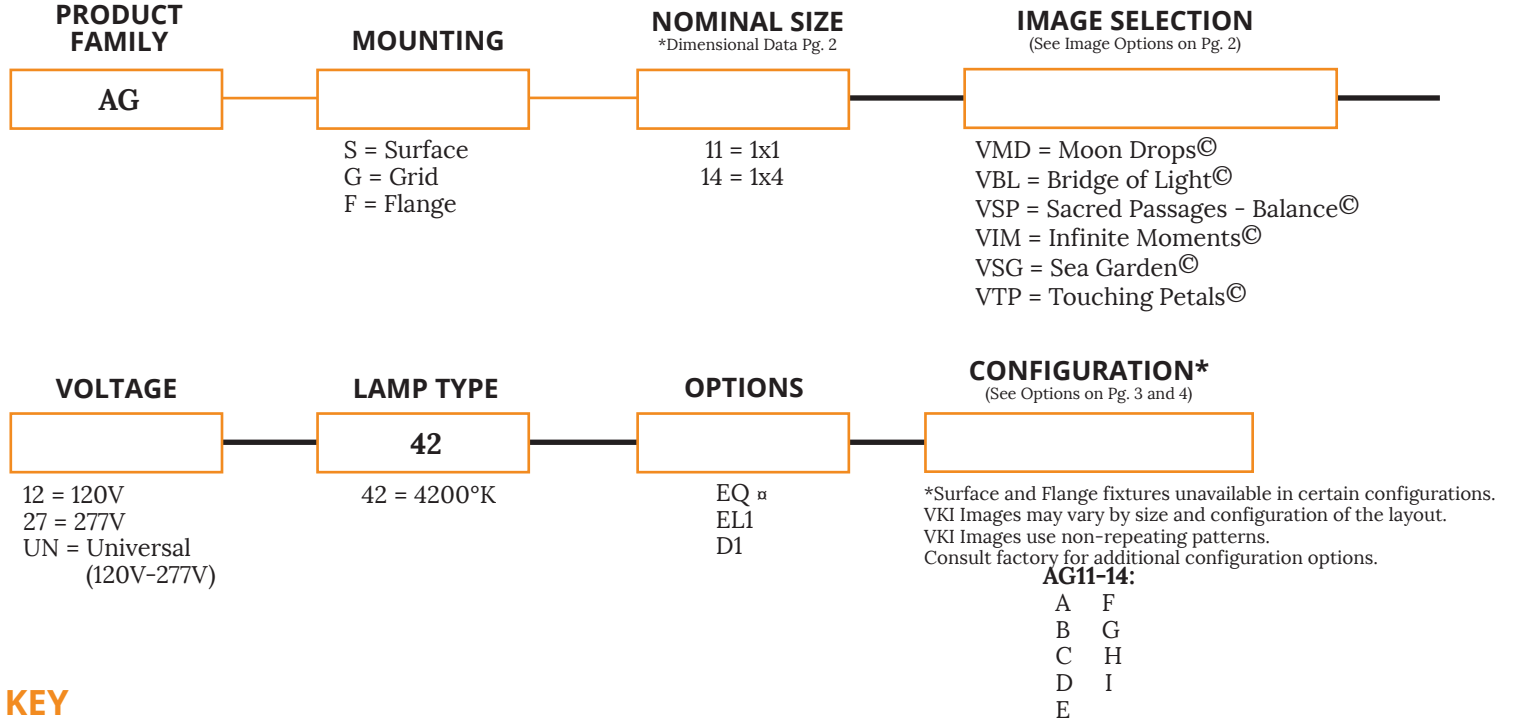 PRODUCT FAMILY
MOUNTING
NOMINAL SIZE
*Dimensional Data Pg. 2
IMAGE SELECTION
(See Image Options on Pg. 2)
AG
S = Surface
G = Grid
F = Flange
11 = 1x1
14 = 1x4
VMD = Moon Drops©
VBL = Bridge of Light©
VSP = Sacred Passages - Balance©
VIM = Infinite Moments©
VSG = Sea Garden©
VTP = Touching Petals©
VOLTAGE
LAMP TYPE
OPTIONS
CONFIGURATION*
(See Options on Pg. 3 and 4)
42
12 = 120V
27 = 277V
UN = Universal
(120V-277V)
42 = 4200°K
EQ ¤
EL1
D1
*Surface and Flange fixtures unavailable in certain configurations.
VKI Images may vary by size and configuration of the layout.
VKI Images use non-repeating patterns.
Consult factory for additional configuration options.
AG11-14:
A F
B G
C H
D I
E
KEY